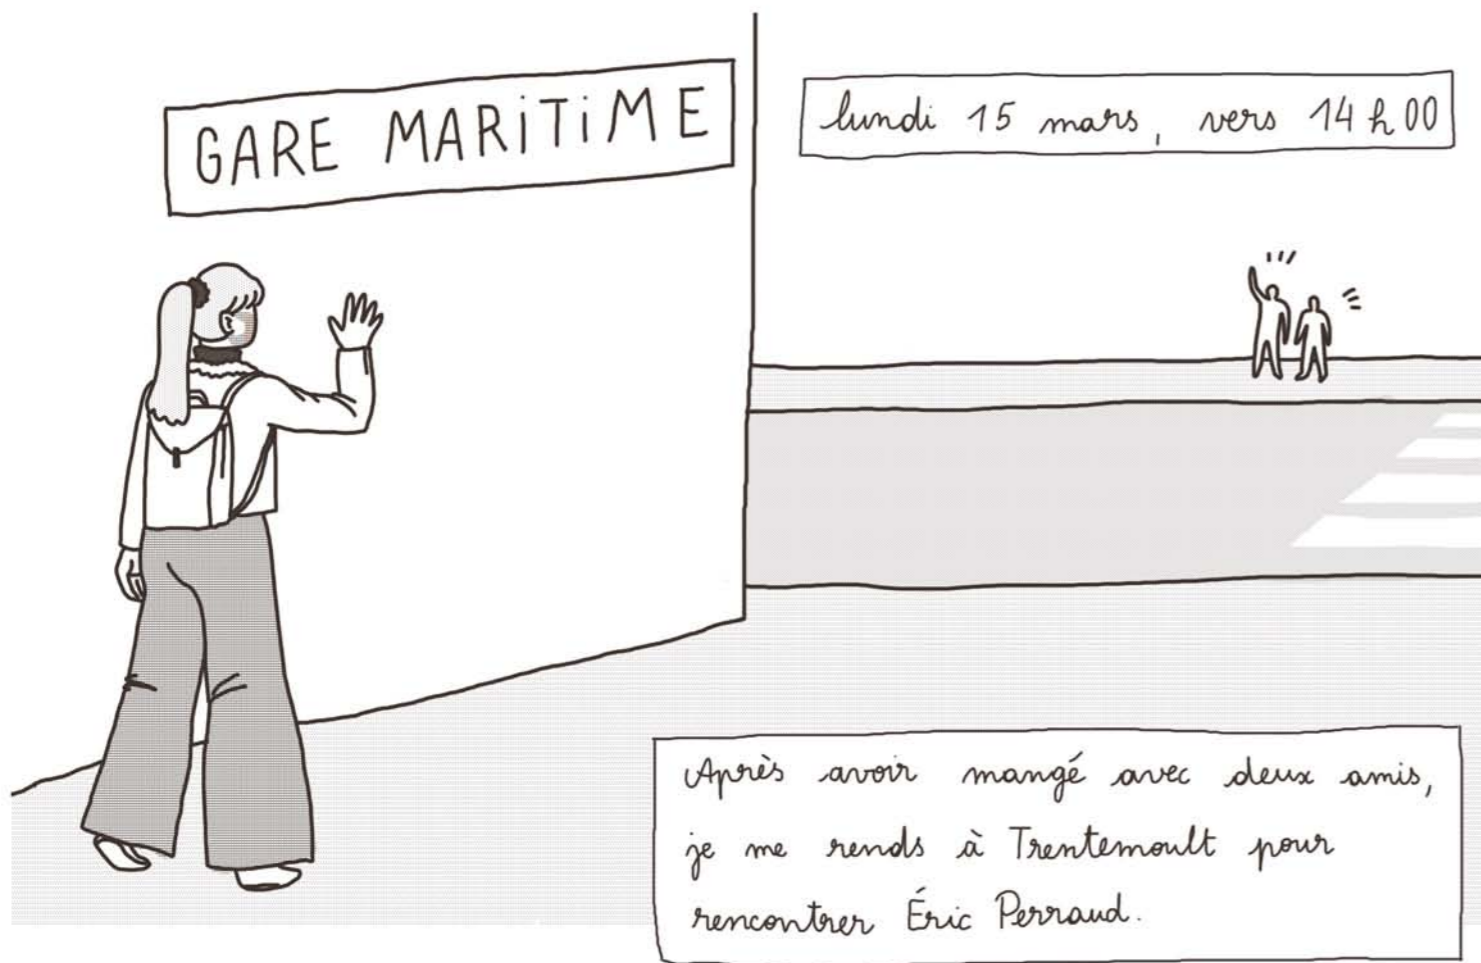 GARE MARiTiME
lundi 15 mars, vers 14 h 00
Après avoir mangé avec deux amis,
je me rends à Trentemoult pour
rencontrer Éric Perraud.